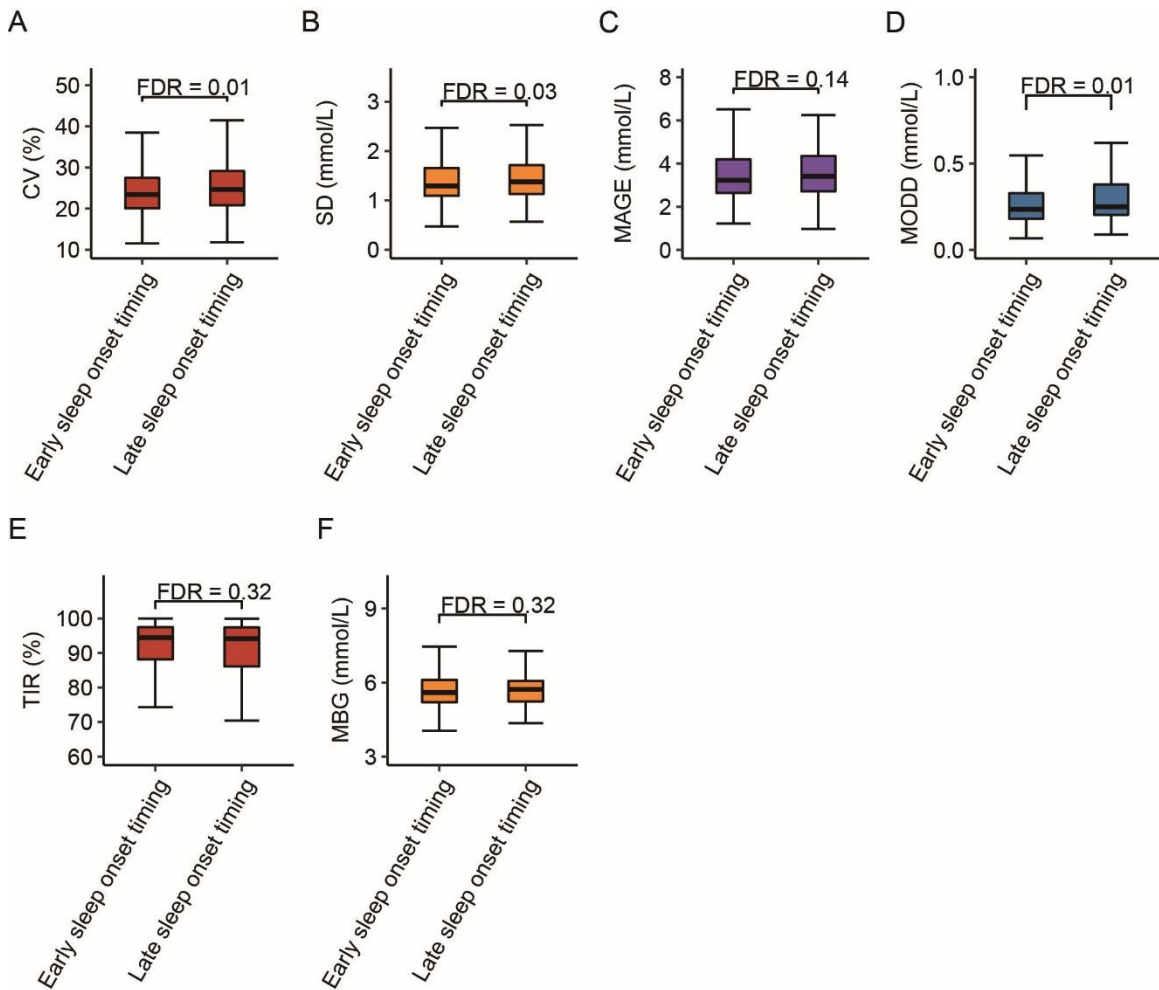 A
B
C
D
FDR = 0.01
FDR = 0.03
FDR = 0.14
FDR = 0.01
CV (%)
50
40
30
20
10
SD (mmol/L)
3
2
1
0
MAGE (mmol/L)
8
6
4
2
0
MODD (mmol/L)
1.0
0.5
0.0
Early sleep onset timing
Late sleep onset timing
Early sleep onset timing
Late sleep onset timing
Early sleep onset timing
Late sleep onset timing
Early sleep onset timing
Late sleep onset timing
E
F
FDR = 0.32
FDR = 0.32
TIR (%)
100
90
80
70
60
MBG (mmol/L)
9
6
3
Early sleep onset timing
Late sleep onset timing
Early sleep onset timing
Late sleep onset timing